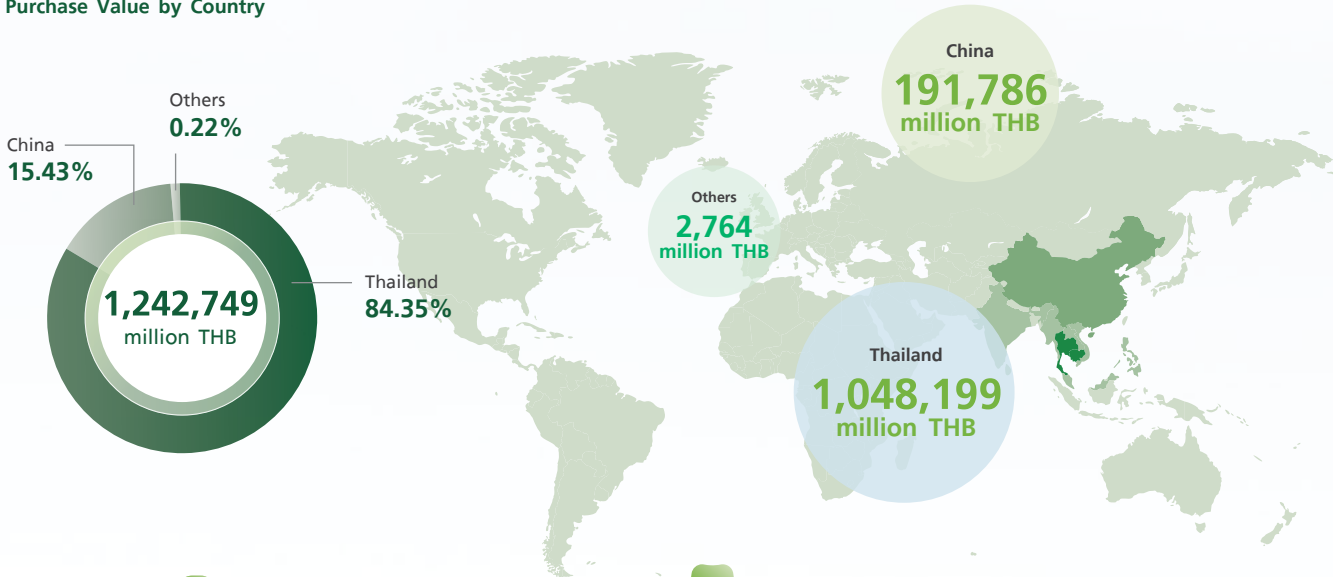 Purchase Value by Country
Others
0.22%
China
15.43%
1,242,749
million THB
Thailand
84.35%
China
191,786
million THB
Others
2,764
million THB
Thailand
1,048,199
million THB